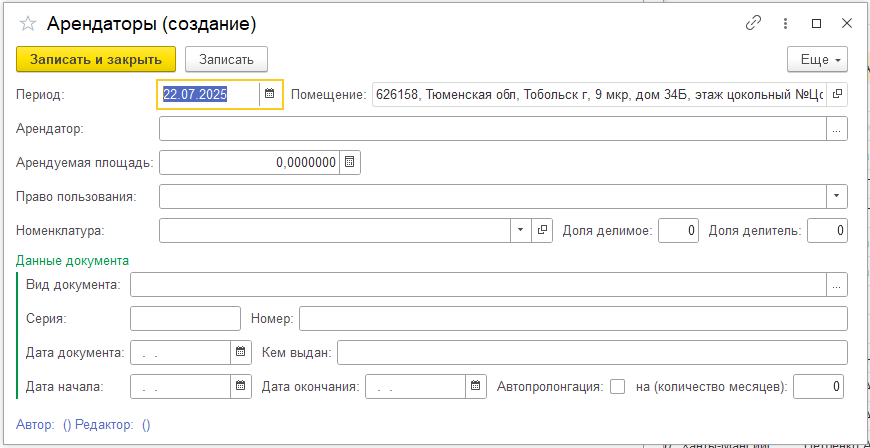 Арендаторы (создание)
Записать и закрыть Записать Еще
Период: 22.07.2025 Помещение: 626158, Тюменская обл, Тобольск г, 9 мкр, дом 34Б, этаж цокольный
Арендатор: ...
Арендуемая площадь: 0,0000000
Право пользования:
Номенклатура: Доля делимое: 0 Доля делитель: 0
Данные документа
Вид документа: ...
Серия: Номер:
Дата документа: . . Кем выдан:
Дата начала: . . Дата окончания: . . Автопролонгация: на (количество месяцев): 0
Автор: () Редактор: ()